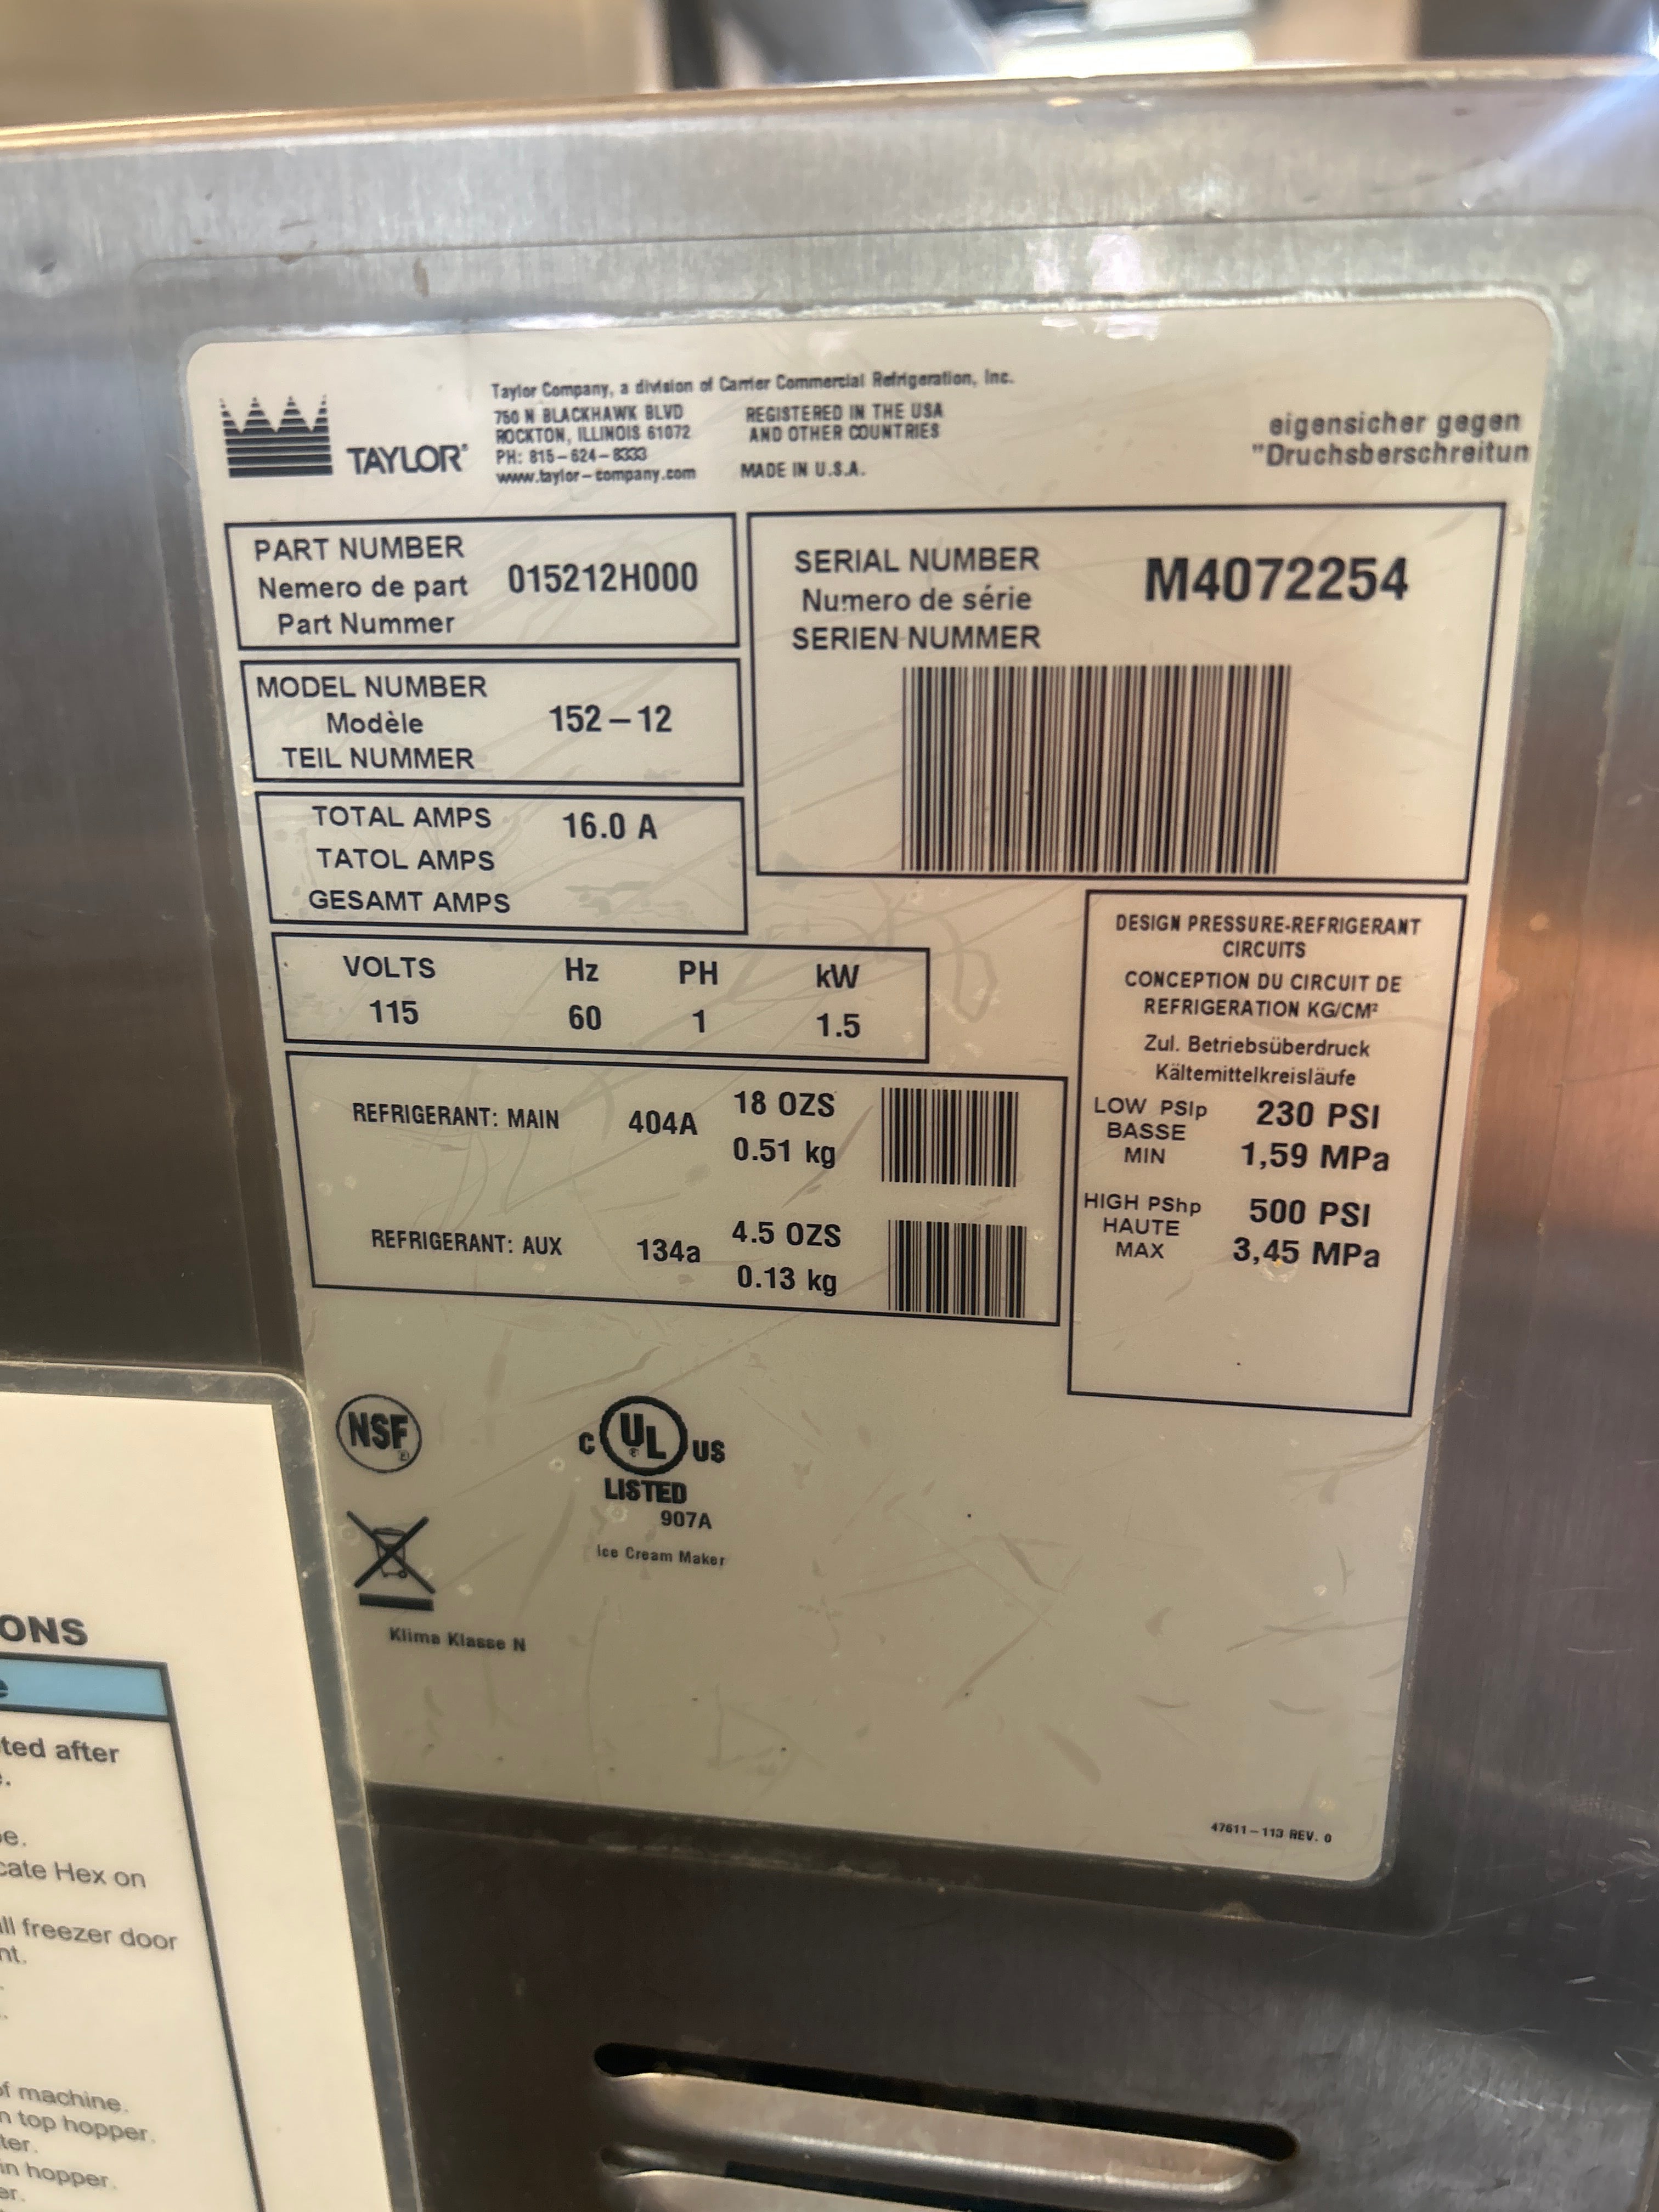 Taylor Company, a division of Carrier Commercial Refrigeration, Inc.
750 N BLACKHAWK BLVD
ROCKTON, ILLINOIS 61072
PH: 815-624-8333
www.taylor-company.com
REGISTERED IN THE USA
AND OTHER COUNTRIES
MADE IN U.S.A.
TAYLOR®
eigensicher gegen
"Druchsberschreitun
PART NUMBER
Nemero de part
Part Nummer
015212H000
SERIAL NUMBER
Numero de série
SERIEN NUMMER
M4072254
MODEL NUMBER
Modèle
TEIL NUMMER
152-12
TOTAL AMPS 16.0 A
TATOL AMPS
GESAMT AMPS
VOLTS Hz PH kW
115 60 1 1.5
REFRIGERANT: MAIN 404A 18 OZS
0.51 kg
REFRIGERANT: AUX 134a 4.5 OZS
0.13 kg
DESIGN PRESSURE-REFRIGERANT
CIRCUITS
CONCEPTION DU CIRCUIT DE
REFRIGERATION KG/CM²
Zul. Betriebsüberdruck
Kältemittelkreisläufe
LOW PSIp 230 PSI
BASSE
MIN 1,59 MPa
HIGH PShp 500 PSI
HAUTE
MAX 3,45 MPa
NSF®
C UL® US
LISTED
907A
Ice Cream Maker
Klima Klasse N
47611-113 REV. 0
ONS
e
ted after
e.
pe.
cate Hex on
all freezer door
nt.
of machine.
n top hopper.
ter.
in hopper.
er.